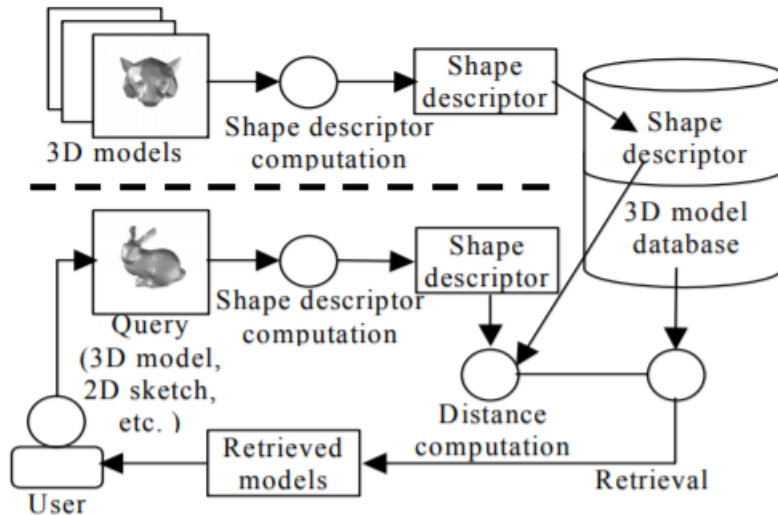 Shape
descriptor
3D models
Shape descriptor
computation
Shape
descriptor
3D model
database
Shape
descriptor
Shape descriptor
computation
Query
(3D model,
2D sketch,
etc. )
Distance
computation
Retrieved
models
Retrieval
User